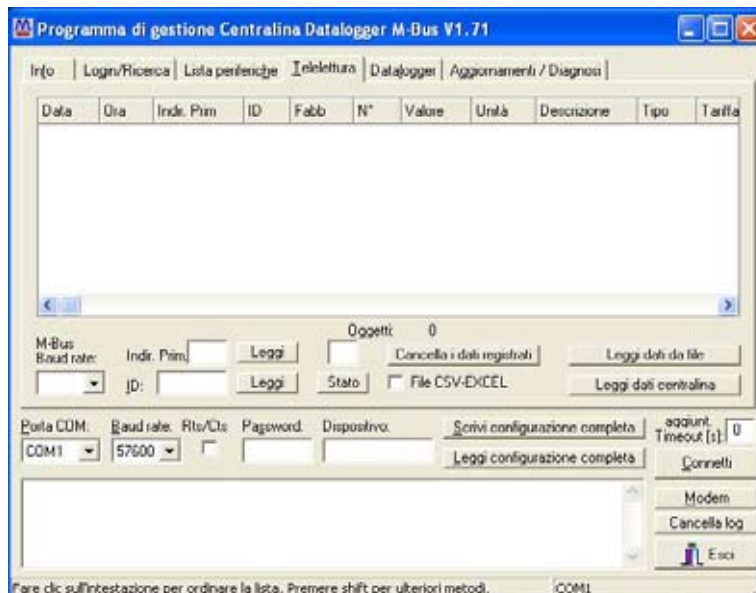 Programma di gestione Centralina Datalogger M-Bus V1.71
Info Login/Ricerca Lista periferiche Telelettura Datalogger Aggiornamenti / Diagnosi
Data Ora Indir. Prim ID Fabb N° Valore Unità Descrizione Tipo Tariffa
Oggetti: 0
M-Bus
Baud rate:
Indir. Prim. Leggi Cancella i dati registrati Leggi dati da file
ID: Leggi Stato File CSV-EXCEL Leggi dati centralina
Porta COM: Baud rate: Rts/Cts Password: Dispositivo: Scrivi configurazione completa aggiunt.
Timeout [s]: 0
COM1 57600 Leggi configurazione completa Connetti
Modem
Cancella log
Esci
Fare clic sull'intestazione per ordinare la lista. Premere shift per ulteriori metodi. COM1